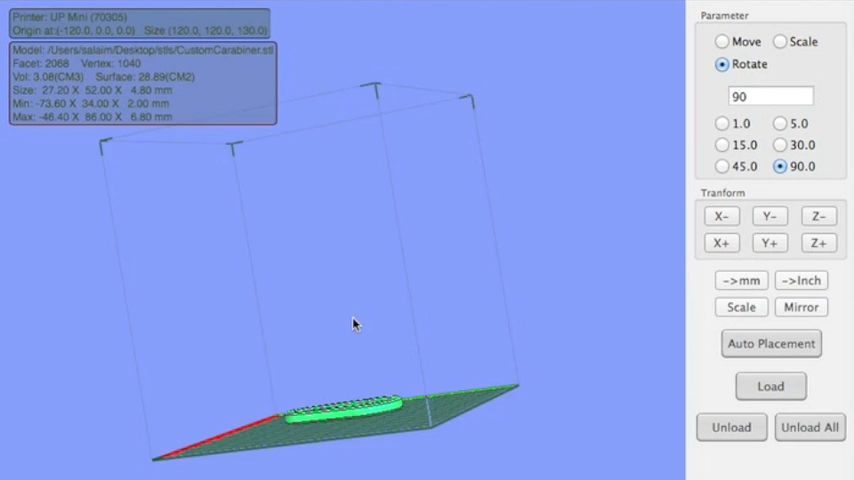 Printer: UP Mini (70305)
Origin at:(-120.0, 0.0, 0.0) Size (120.0, 120.0, 130.0)
Model: /Users/salaim/Desktop/stls/CustomCarabiner.stl
Facet: 2068 Vertex: 1040
Vol: 3.08(CM3) Surface: 28.89(CM2)
Size: 27.20 X 52.00 X 4.80 mm
Min: -73.60 X 34.00 X 2.00 mm
Max: -46.40 X 86.00 X 6.80 mm
Parameter
Move Scale
Rotate
90
1.0 5.0
15.0 30.0
45.0 90.0
Tranform
X- Y- Z-
X+ Y+ Z+
->mm ->Inch
Scale Mirror
Auto Placement
Load
Unload Unload All